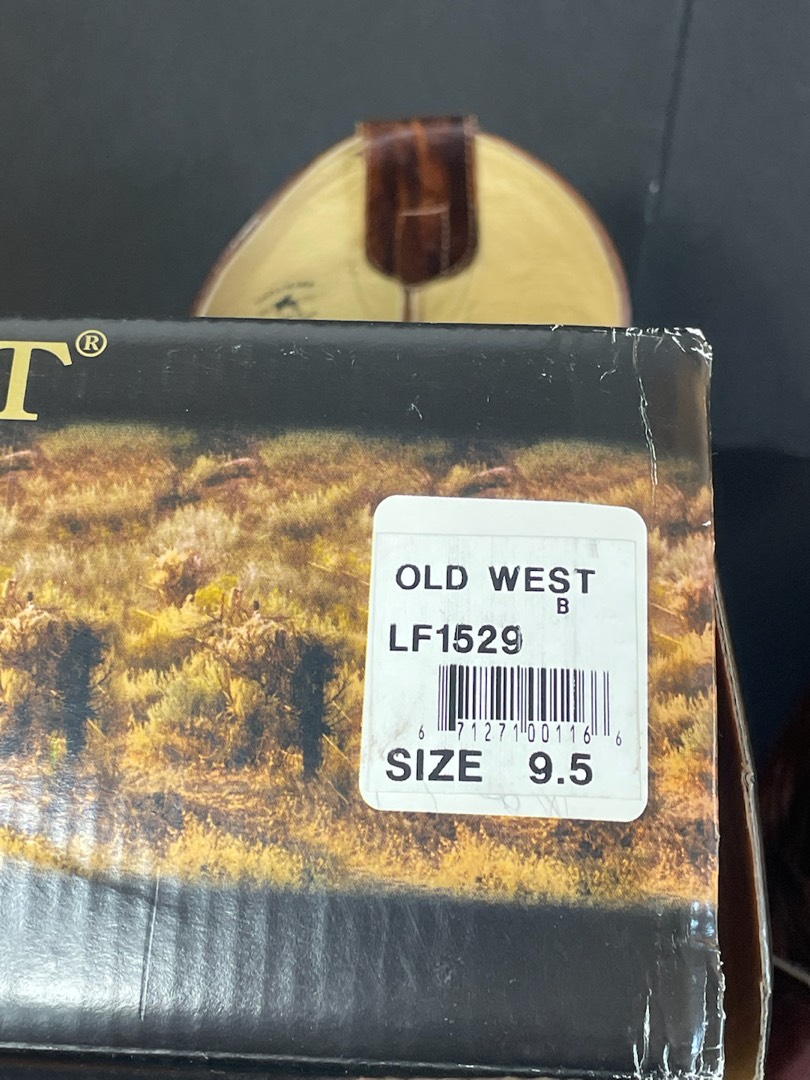 T®
OLD WEST
B
LF1529
6 71271 00116 6
SIZE 9.5